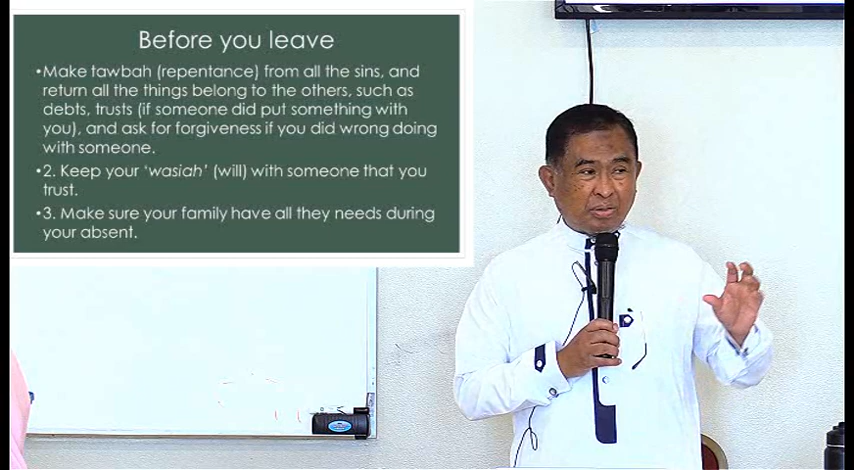 Before you leave
•Make tawbah (repentance) from all the sins, and
return all the things belong to the others, such as
debts, trusts (if someone did put something with
you), and ask for forgiveness if you did wrong doing
with someone.
•2. Keep your 'wasiah' (will) with someone that you
trust.
•3. Make sure your family have all they needs during
your absent.